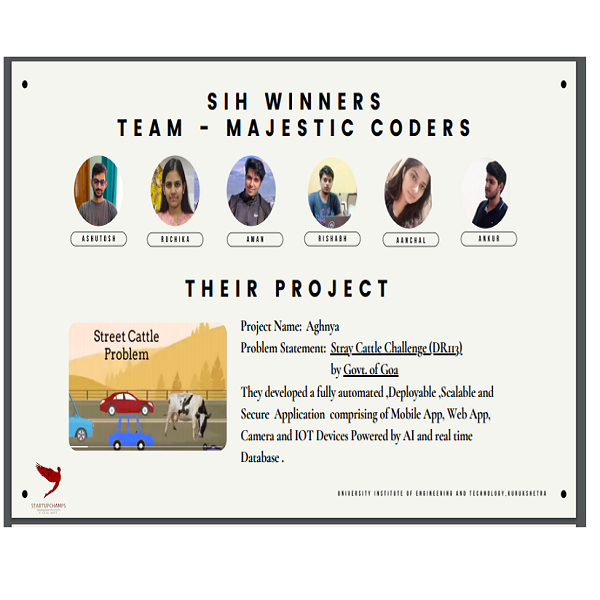 SIH WINNERS
TEAM - MAJESTIC CODERS
ASHUTOSH RUCHIKA AMAN RISHABH AANCHAL ANKUR
THEIR PROJECT
Street Cattle
Problem
Project Name: Aghnya
Problem Statement: Stray Cattle Challenge (DR113)
by Govt. of Goa
They developed a fully automated ,Deployable ,Scalable and
Secure Application comprising of Mobile App, Web App,
Camera and IOT Devices Powered by AI and real time
Database .
STARTUPCHAMPS
UNIVERSITY INSTITUTE OF ENGINEERING AND TECHNOLOGY,KURUKSHETRA